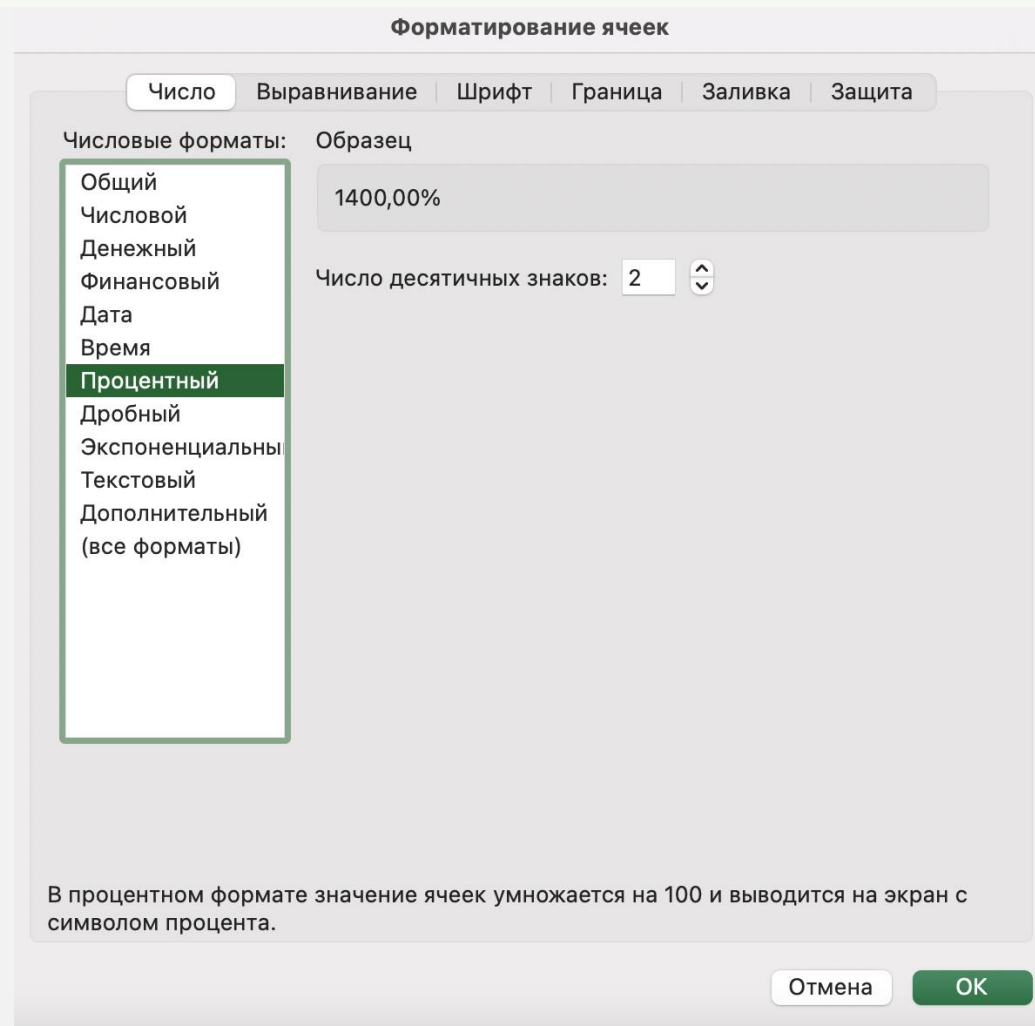 Форматирование ячеек
Число Выравнивание Шрифт Граница Заливка Защита
Числовые форматы:
Общий
Числовой
Денежный
Финансовый
Дата
Время
Процентный
Дробный
Экспоненциальны
Текстовый
Дополнительный
(все форматы)
Образец
1400,00%
Число десятичных знаков: 2
В процентном формате значение ячеек умножается на 100 и выводится на экран с
символом процента.
Отмена OK